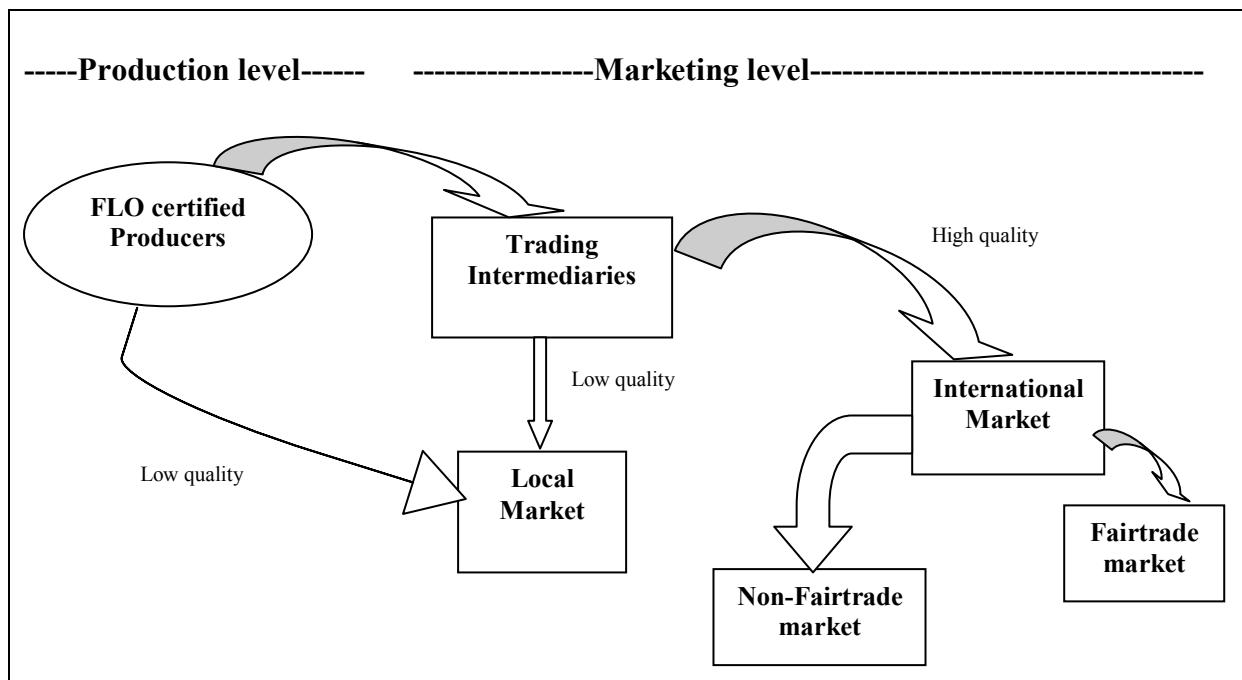 -----Production level------ -----------------Marketing level-------------------------------------
FLO certified
Producers
Trading
Intermediaries
High quality
Low quality
International
Market
Low quality
Local
Market
Fairtrade
market
Non-Fairtrade
market